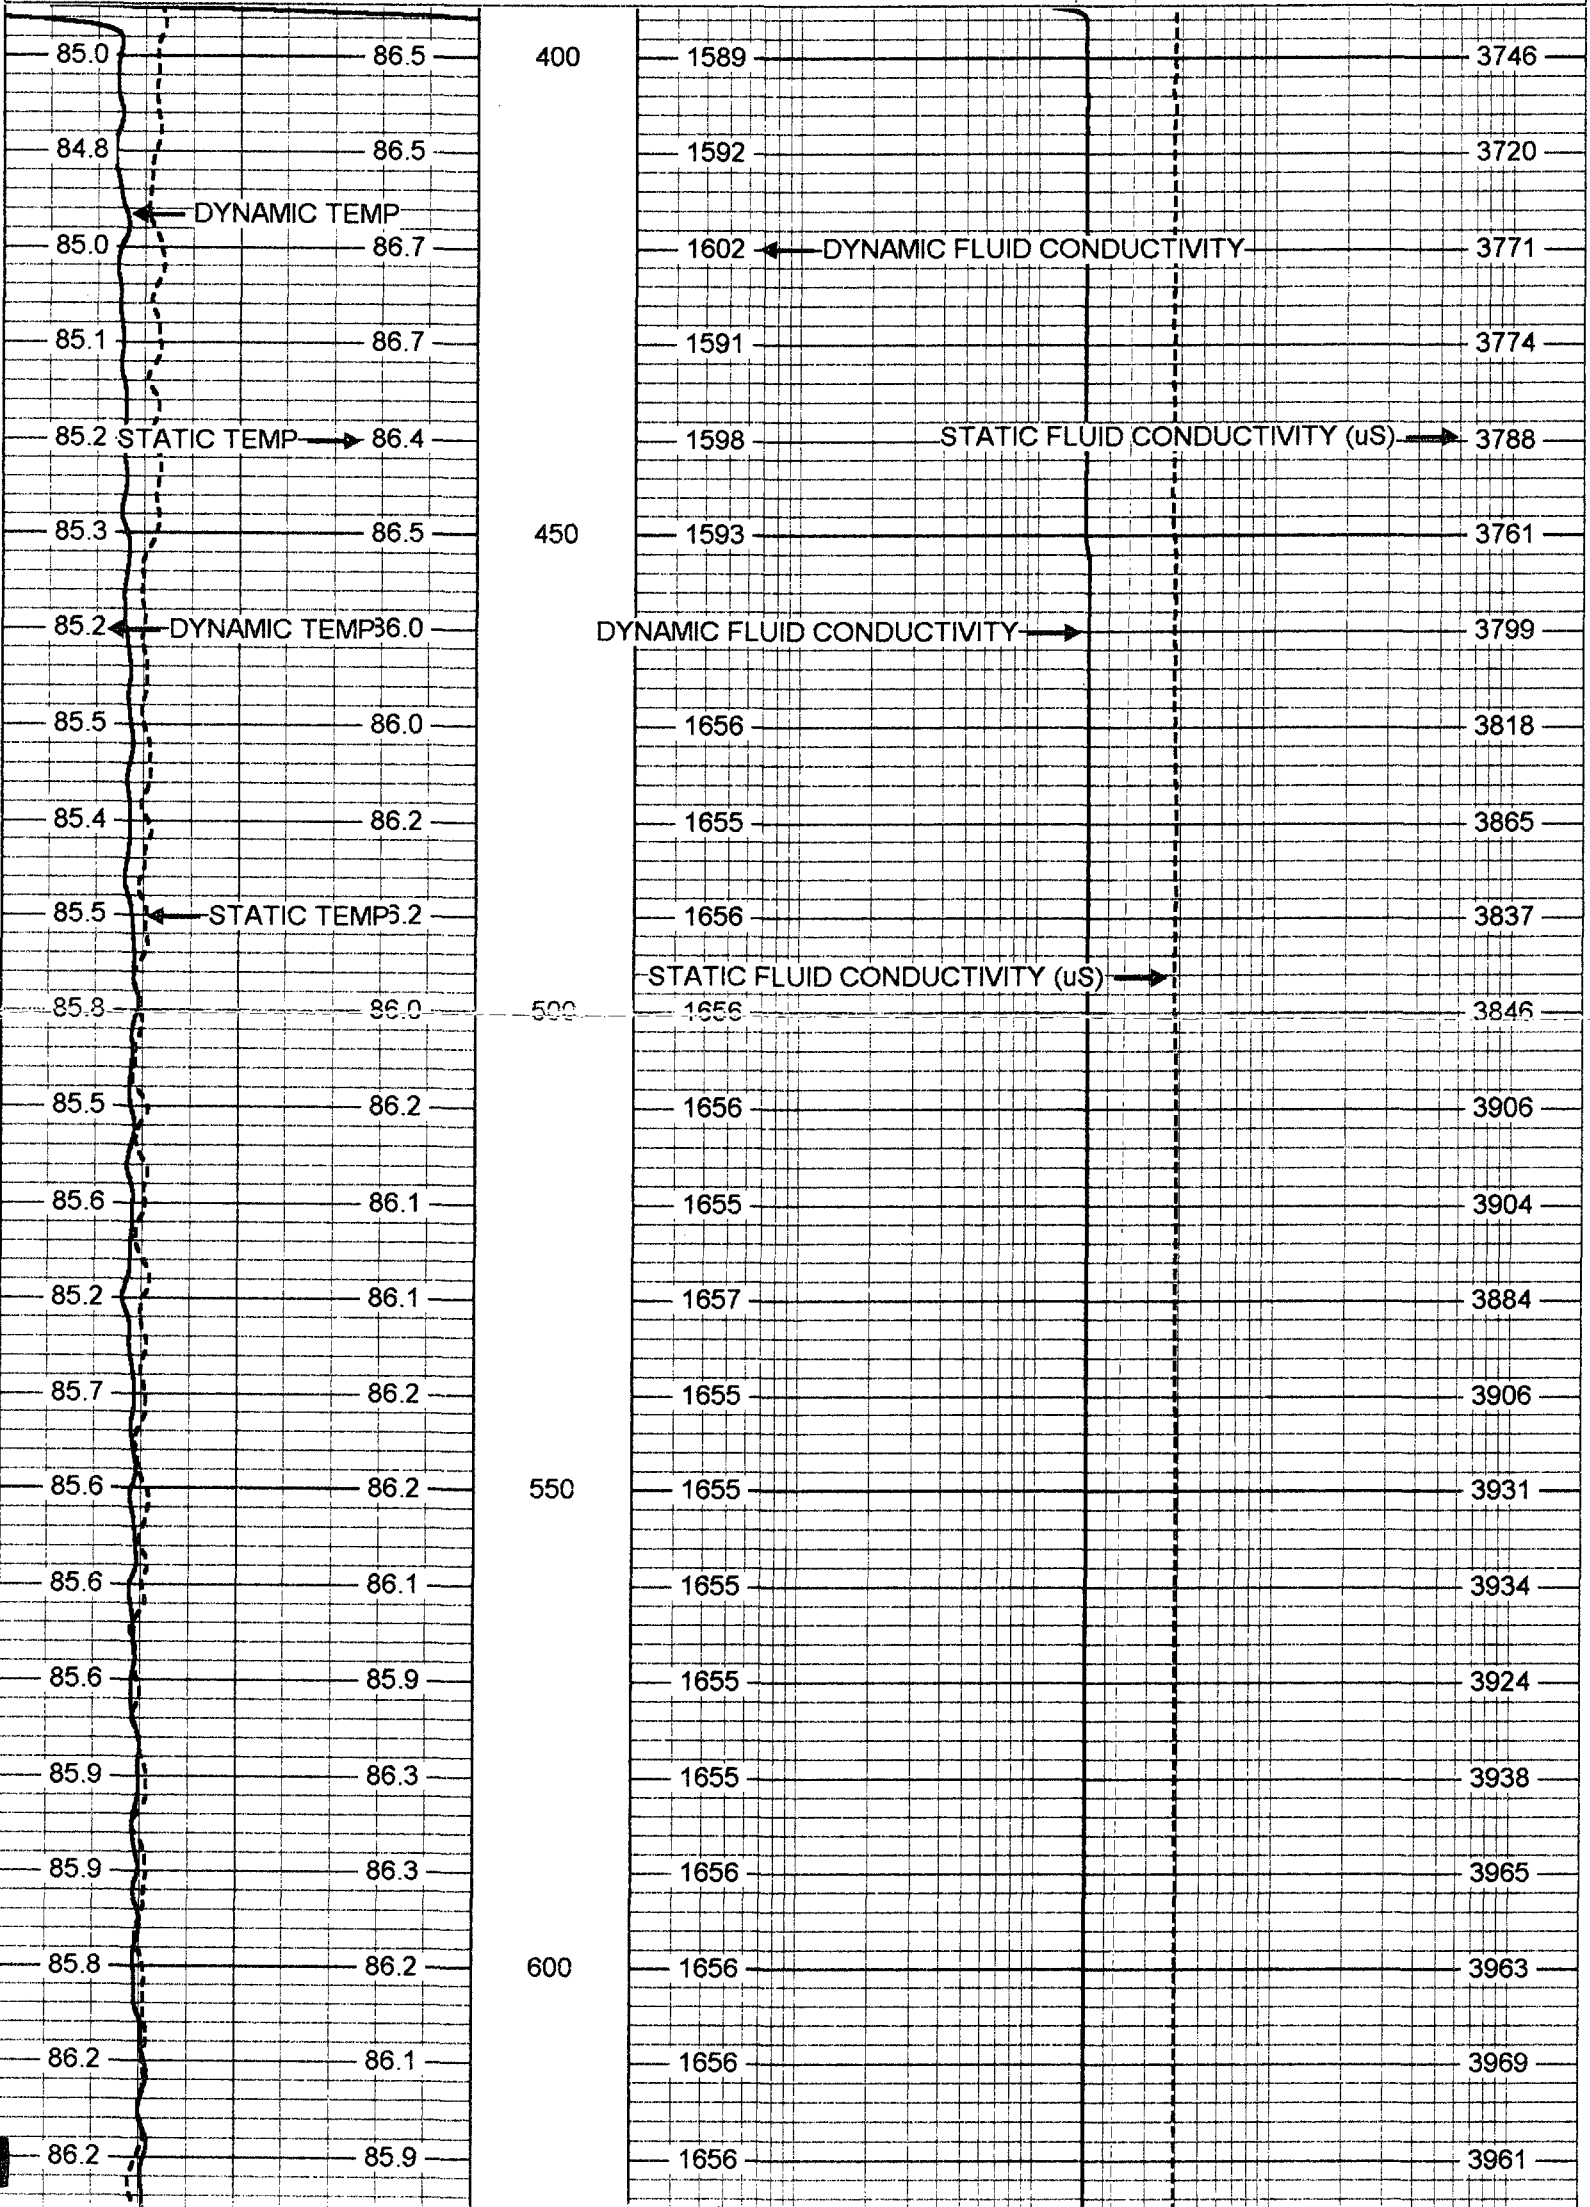 85.0 86.5 400 1589 3746
84.8 86.5 1592 3720
DYNAMIC TEMP
85.0 86.7 1602 DYNAMIC FLUID CONDUCTIVITY 3771
85.1 86.7 1591 3774
85.2 STATIC TEMP 86.4 1598 STATIC FLUID CONDUCTIVITY (uS) 3788
85.3 86.5 450 1593 3761
85.2 DYNAMIC TEMP 36.0 DYNAMIC FLUID CONDUCTIVITY 3799
85.5 86.0 1656 3818
85.4 86.2 1655 3865
85.5 STATIC TEMP 6.2 1656 3837
STATIC FLUID CONDUCTIVITY (uS)
85.8 86.0 500 1656 3846
85.5 86.2 1656 3906
85.6 86.1 1655 3904
85.2 86.1 1657 3884
85.7 86.2 1655 3906
85.6 86.2 550 1655 3931
85.6 86.1 1655 3934
85.6 85.9 1655 3924
85.9 86.3 1655 3938
85.9 86.3 1656 3965
85.8 86.2 600 1656 3963
86.2 86.1 1656 3969
86.2 85.9 1656 3961